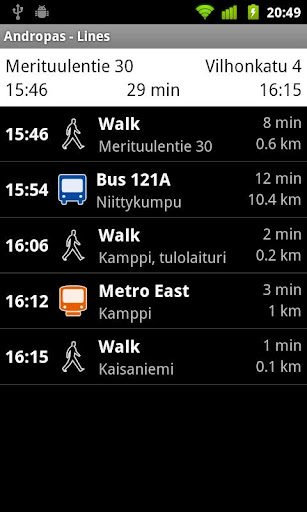 20:49
Andropas - Lines
Merituulentie 30 Vilhonkatu 4
15:46 29 min 16:15
15:46 Walk 8 min
Merituulentie 30 0.6 km
15:54 Bus 121A 12 min
Niittykumpu 10.4 km
16:06 Walk 2 min
Kamppi, tulolaituri 0.2 km
16:12 Metro East 3 min
Kamppi 1 km
16:15 Walk 1 min
Kaisaniemi 0.1 km